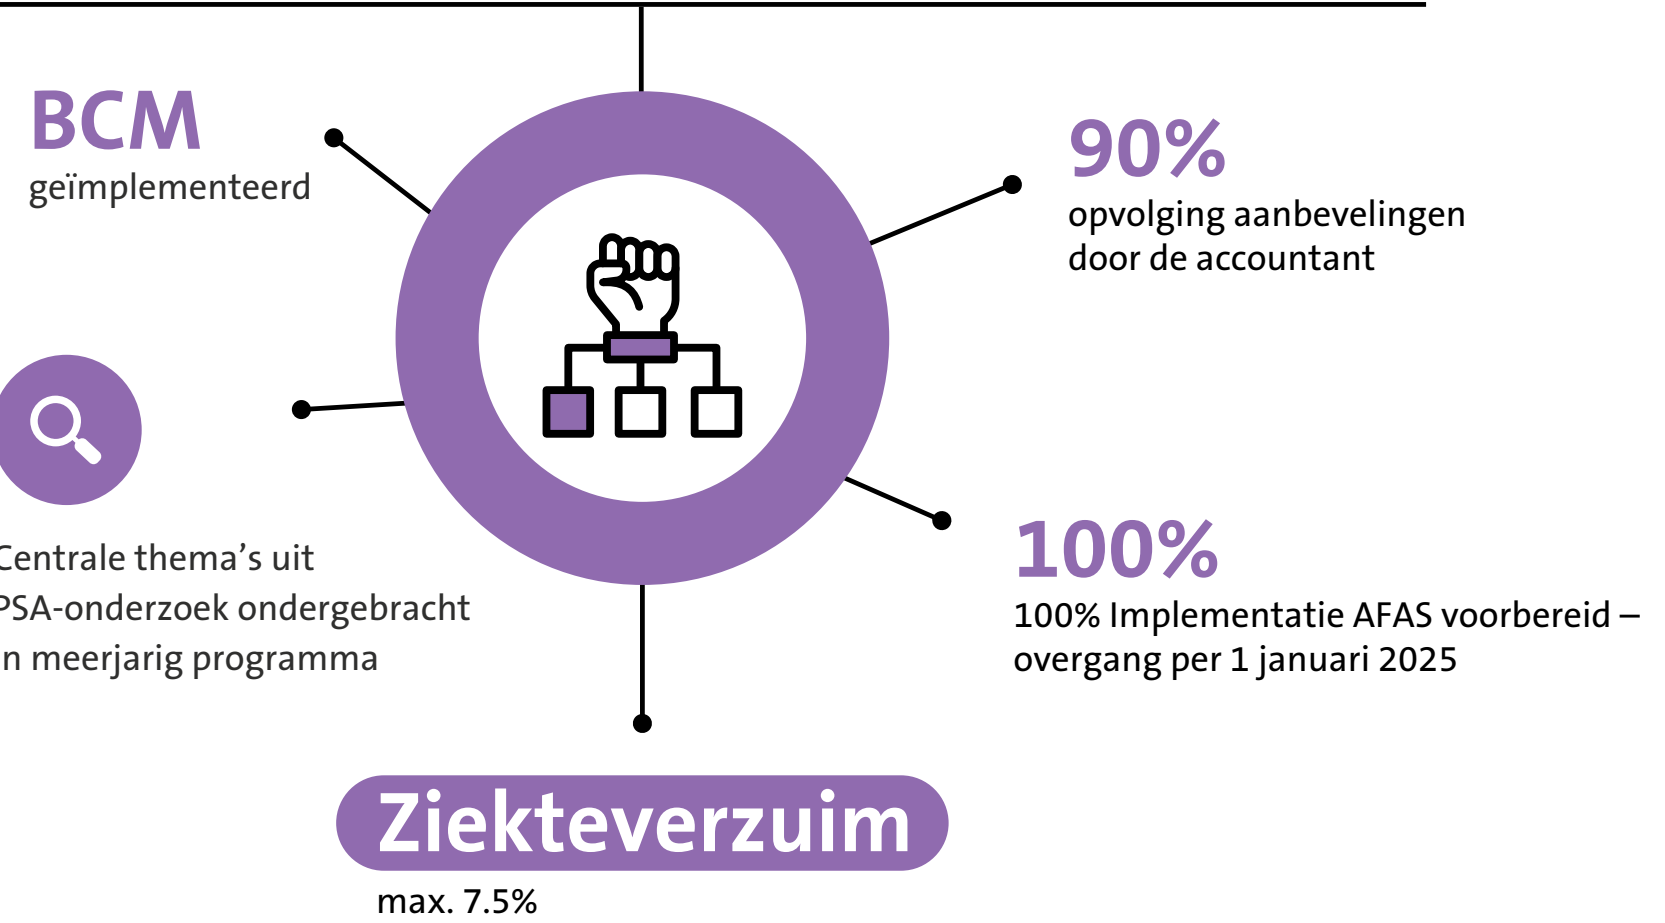 BCM
geïmplementeerd
90%
opvolging aanbevelingen
door de accountant
Centrale thema's uit
PSA-onderzoek ondergebracht
in meerjarig programma
100%
100% Implementatie AFAS voorbereid –
overgang per 1 januari 2025
Ziekteverzuim
max. 7.5%